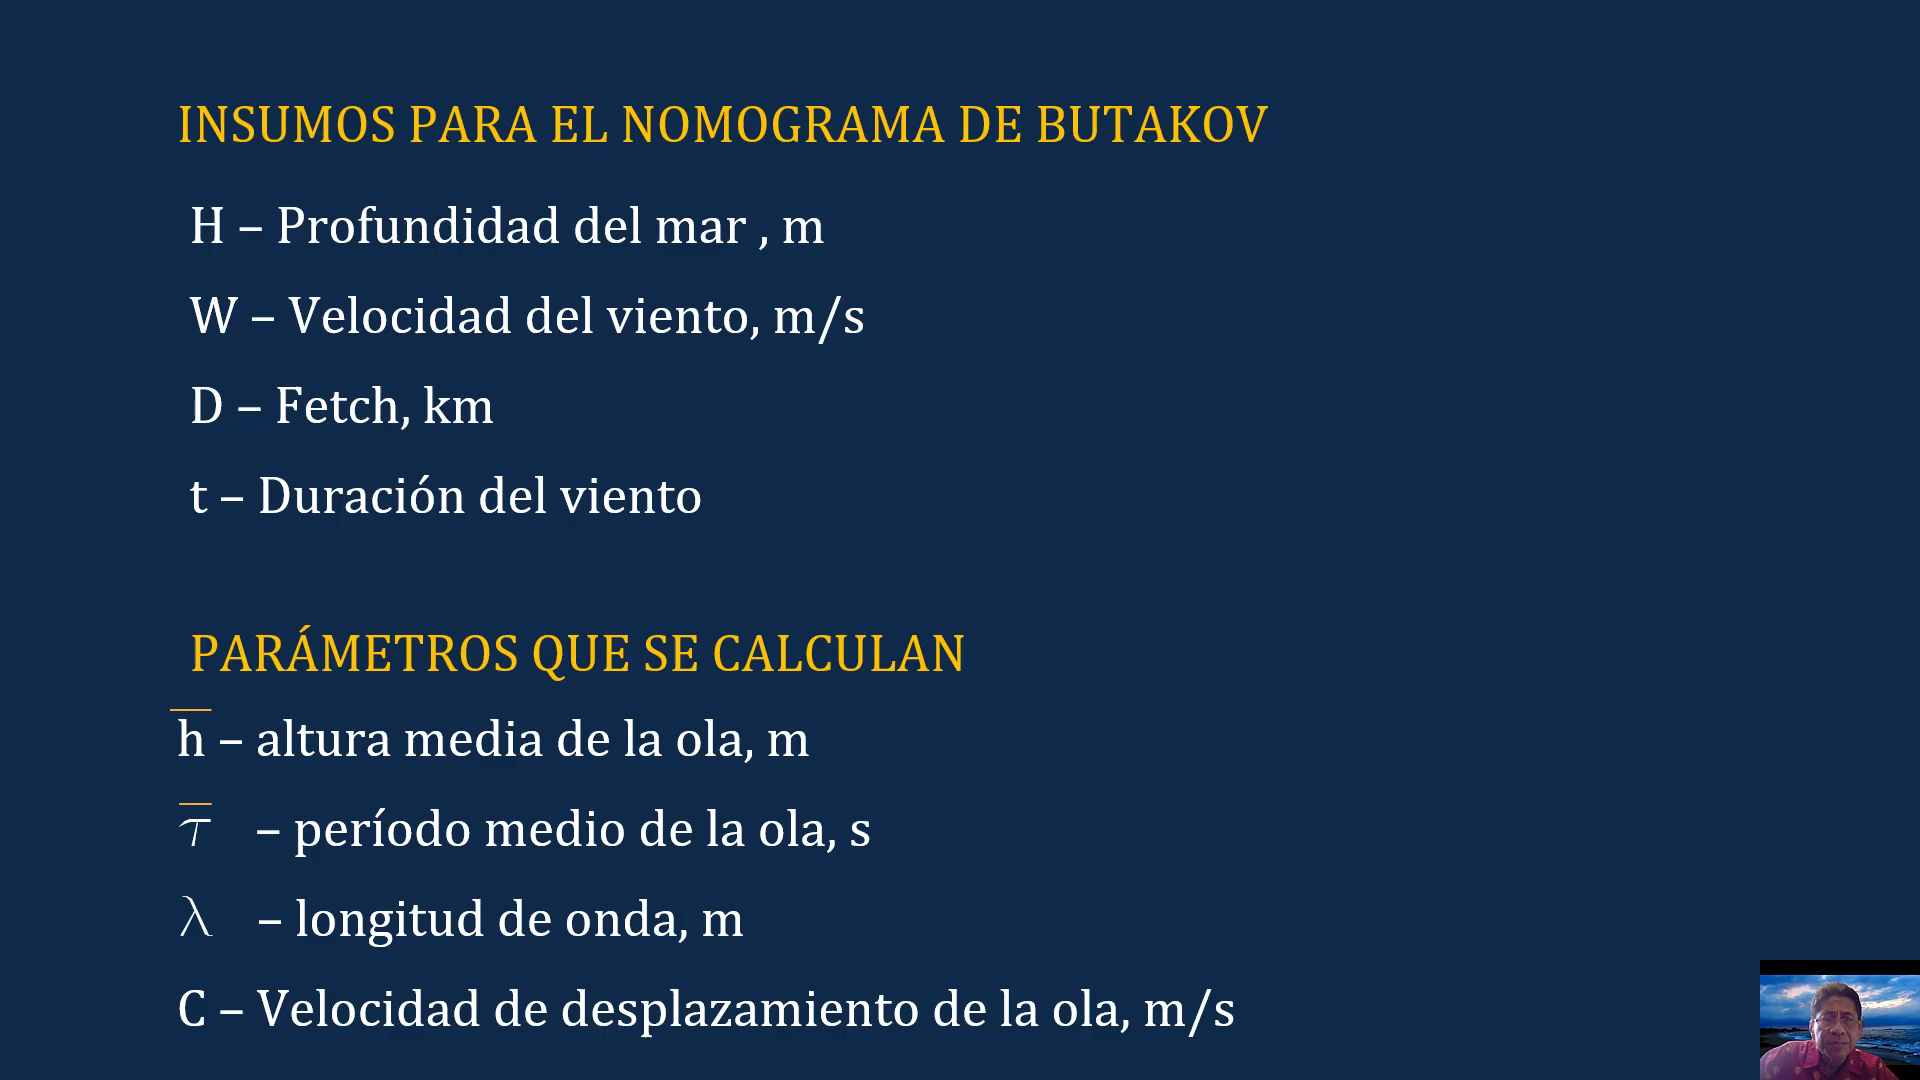 INSUMOS PARA EL NOMOGRAMA DE BUTAKOV
H – Profundidad del mar , m
W – Velocidad del viento, m/s
D – Fetch, km
t – Duración del viento
PARÁMETROS QUE SE CALCULAN
h̅ – altura media de la ola, m
τ̅ – período medio de la ola, s
λ – longitud de onda, m
C – Velocidad de desplazamiento de la ola, m/s